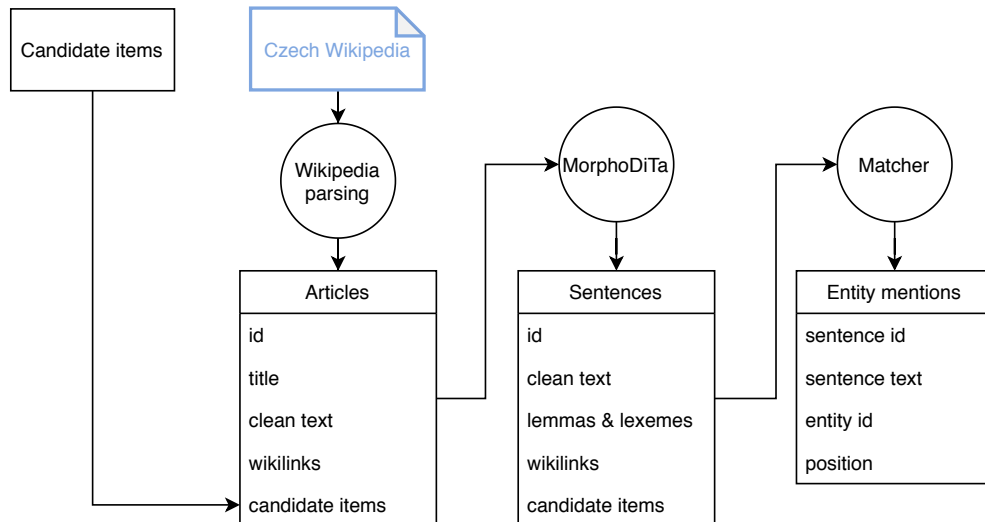 Candidate items
Czech Wikipedia
Wikipedia
parsing
MorphoDiTa
Matcher
Articles
id
title
clean text
wikilinks
candidate items
Sentences
id
clean text
lemmas & lexemes
wikilinks
candidate items
Entity mentions
sentence id
sentence text
entity id
position